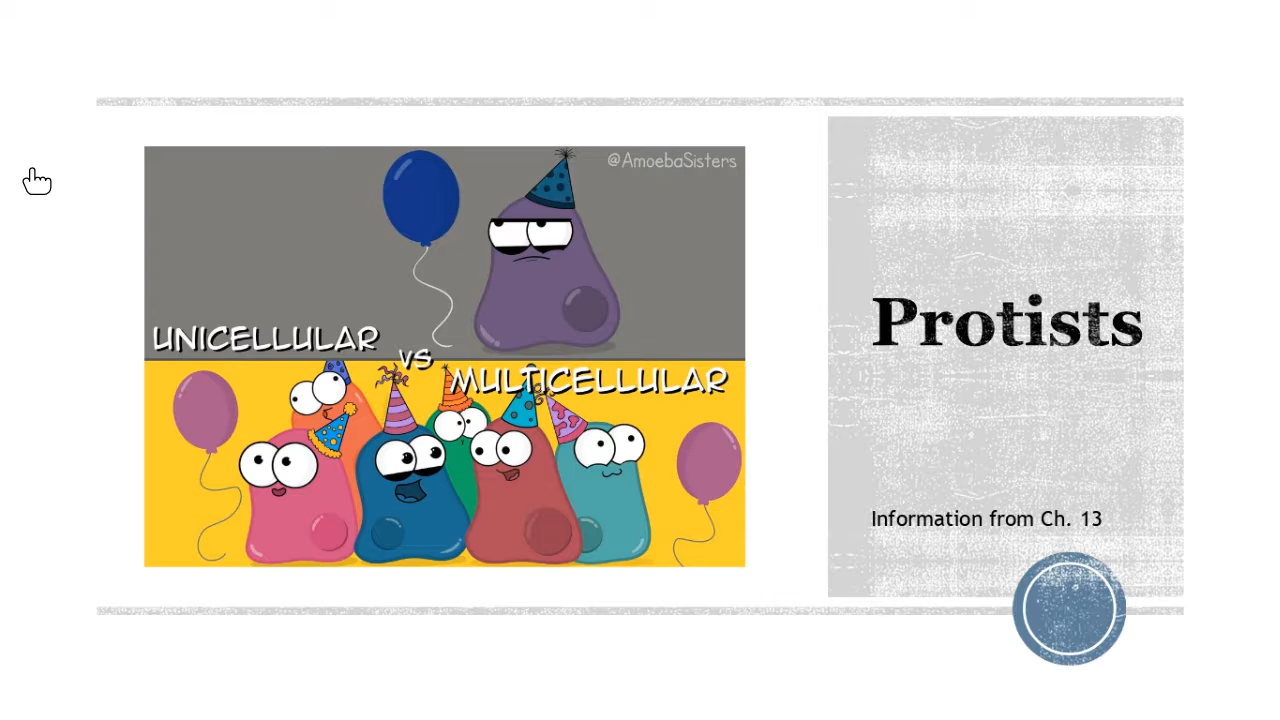 @AmoebaSisters
UNICELLULAR
VS
MULTICELLULAR
Protists
Information from Ch. 13